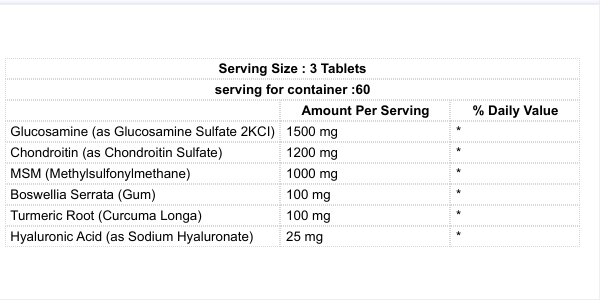 Serving Size : 3 Tablets
serving for container :60
Amount Per Serving % Daily Value
Glucosamine (as Glucosamine Sulfate 2KCI) 1500 mg *
Chondroitin (as Chondroitin Sulfate) 1200 mg *
MSM (Methylsulfonylmethane) 1000 mg *
Boswellia Serrata (Gum) 100 mg *
Turmeric Root (Curcuma Longa) 100 mg *
Hyaluronic Acid (as Sodium Hyaluronate) 25 mg *